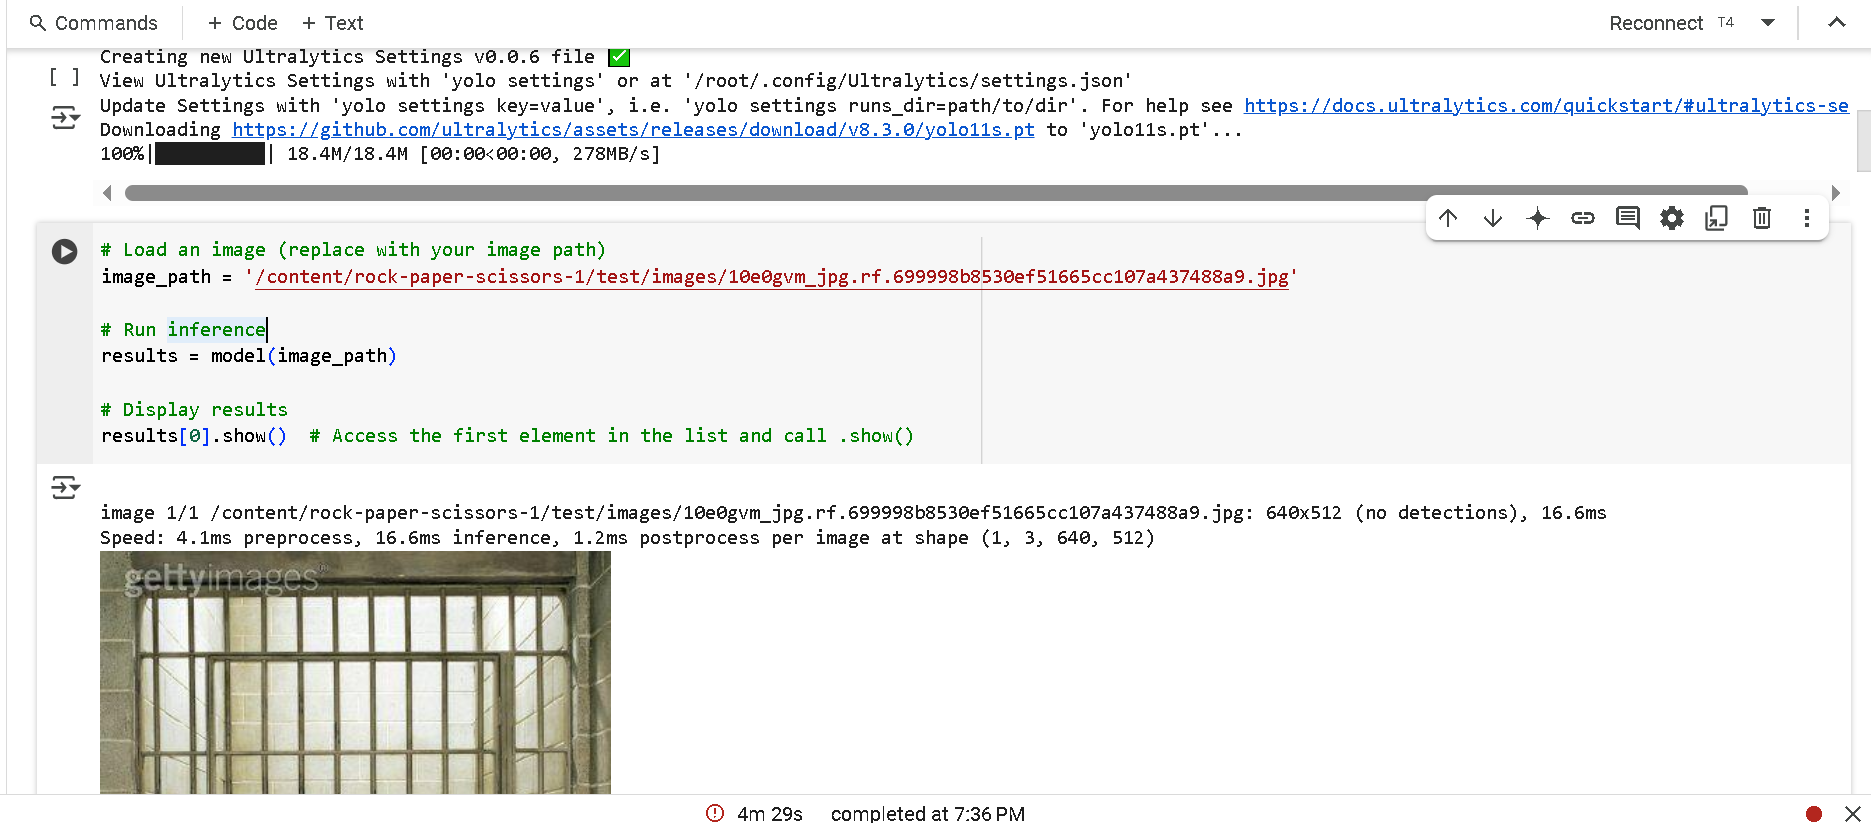 Commands + Code + Text Reconnect T4
Creating new Ultralytics Settings v0.0.6 file ✅
[ ] View Ultralytics Settings with 'yolo settings' or at '/root/.config/Ultralytics/settings.json'
Update Settings with 'yolo settings key=value', i.e. 'yolo settings runs_dir=path/to/dir'. For help see https://docs.ultralytics.com/quickstart/#ultralytics-se
Downloading https://github.com/ultralytics/assets/releases/download/v8.3.0/yolo11s.pt to 'yolo11s.pt'...
100%|██████████| 18.4M/18.4M [00:00<00:00, 278MB/s]
# Load an image (replace with your image path)
image_path = '/content/rock-paper-scissors-1/test/images/10e0gvm_jpg.rf.699998b8530ef51665cc107a437488a9.jpg'
# Run inference
results = model(image_path)
# Display results
results[0].show()  # Access the first element in the list and call .show()
image 1/1 /content/rock-paper-scissors-1/test/images/10e0gvm_jpg.rf.699998b8530ef51665cc107a437488a9.jpg: 640x512 (no detections), 16.6ms
Speed: 4.1ms preprocess, 16.6ms inference, 1.2ms postprocess per image at shape (1, 3, 640, 512)
gettyimages®
4m 29s completed at 7:36 PM